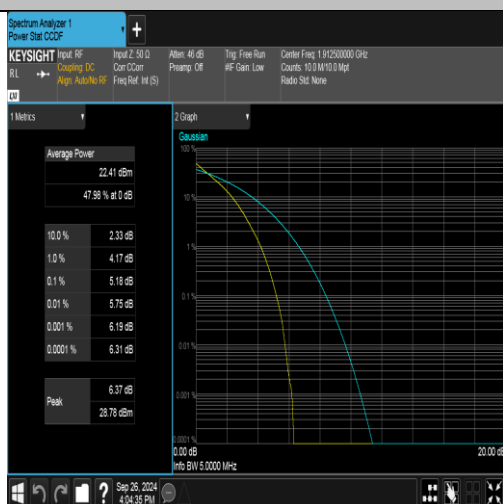 Spectrum Analyzer 1
Power Stat CCDF
+
KEYSIGHT
RL
LXI
Input: RF
Coupling: DC
Align: Auto/No RF
Input Z: 50 Ω
Corr CCorr
Freq Ref: Int (S)
Atten: 46 dB
Preamp: Off
Trig: Free Run
#IF Gain: Low
Center Freq: 1.912500000 GHz
Counts: 10.0 M/10.0 Mpt
Radio Std: None
1 Metrics
Average Power
22.41 dBm
47.98 % at 0 dB
10.0 % 2.33 dB
1.0 % 4.17 dB
0.1 % 5.18 dB
0.01 % 5.75 dB
0.001 % 6.19 dB
0.0001 % 6.31 dB
Peak
6.37 dB
28.78 dBm
2 Graph
Gaussian
100 %
10 %
1 %
0.1 %
0.01 %
0.001 %
0.0001 %
0.00 dB
20.00 dB
Info BW 5.0000 MHz
?
Sep 26, 2024
4:04:35 PM